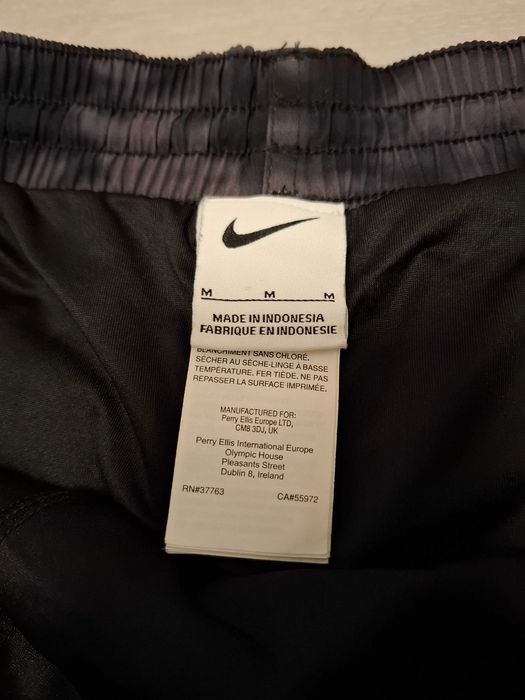 M M M
MADE IN INDONESIA
FABRIQUE EN INDONESIE
BLANCHIMENT SANS CHLORE.
SÉCHER AU SÈCHE-LINGE À BASSE
TEMPÉRATURE. FER TIÈDE. NE PAS
REPASSER LA SURFACE IMPRIMÉE.
MANUFACTURED FOR:
Perry Ellis Europe LTD,
CM8 3DJ, UK
Perry Ellis International Europe
Olympic House
Pleasants Street
Dublin 8, Ireland
RN#37763 CA#55972